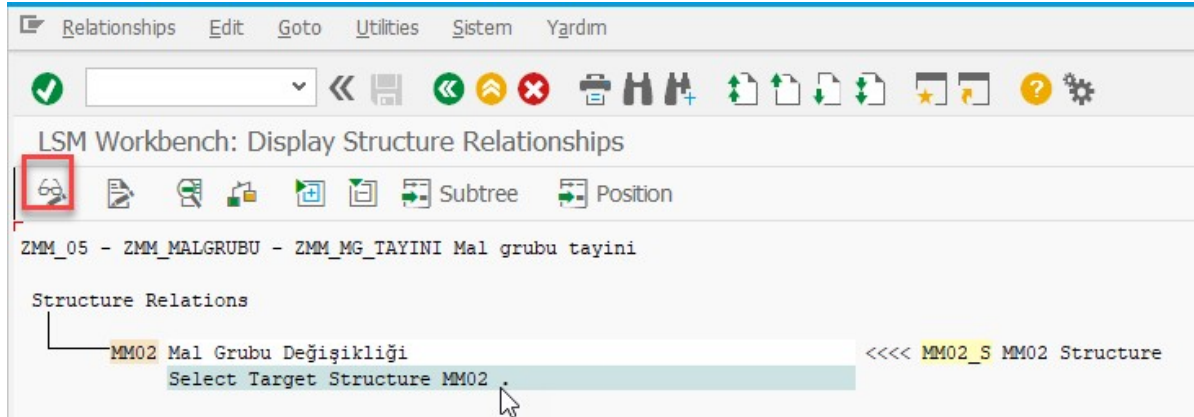 Relationships Edit Goto Utilities Sistem Yardım
LSM Workbench: Display Structure Relationships
Subtree Position
ZMM_05 - ZMM_MALGRUBU - ZMM_MG_TAYINI Mal grubu tayini
Structure Relations
MM02 Mal Grubu Değişikliği <<<< MM02_S MM02 Structure
Select Target Structure MM02 .